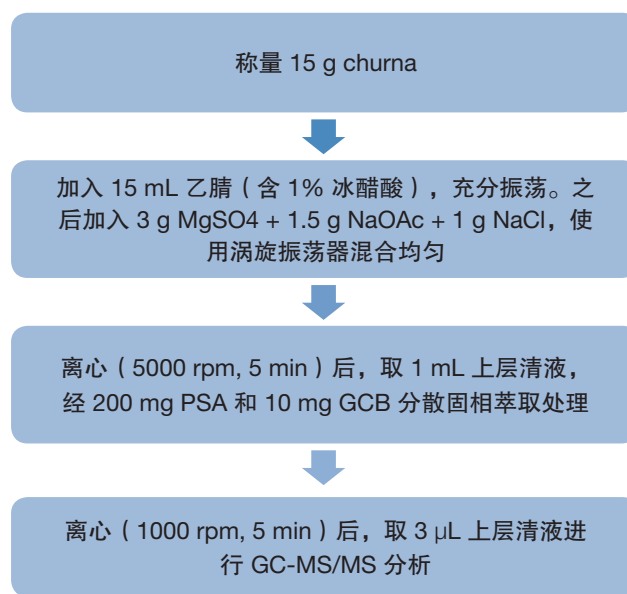 称量 15 g churna
加入 15 mL 乙腈（含 1% 冰醋酸），充分振荡。之
后加入 3 g MgSO4 + 1.5 g NaOAc + 1 g NaCl，使
用涡旋振荡器混合均匀
离心（5000 rpm, 5 min）后，取 1 mL 上层清液，
经 200 mg PSA 和 10 mg GCB 分散固相萃取处理
离心（1000 rpm, 5 min）后，取 3 µL 上层清液进
行 GC-MS/MS 分析